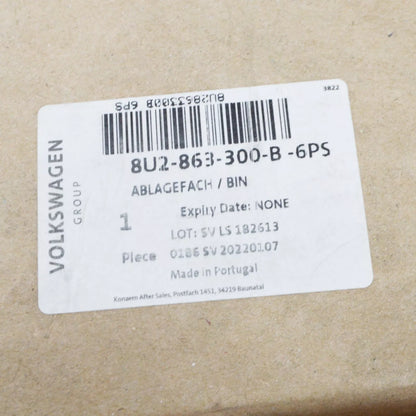 3822
8U2863300B 6PS
8U2-863-300-B -6PS
ABLAGEFACH / BIN
Expiry Date: NONE
1
LOT: SV LS 182613
Piece 0186 SV 20220107
Made in Portugal
Konzern After Sales, Postfach 1451, 34219 Baunatal
VOLKSWAGEN
GROUP